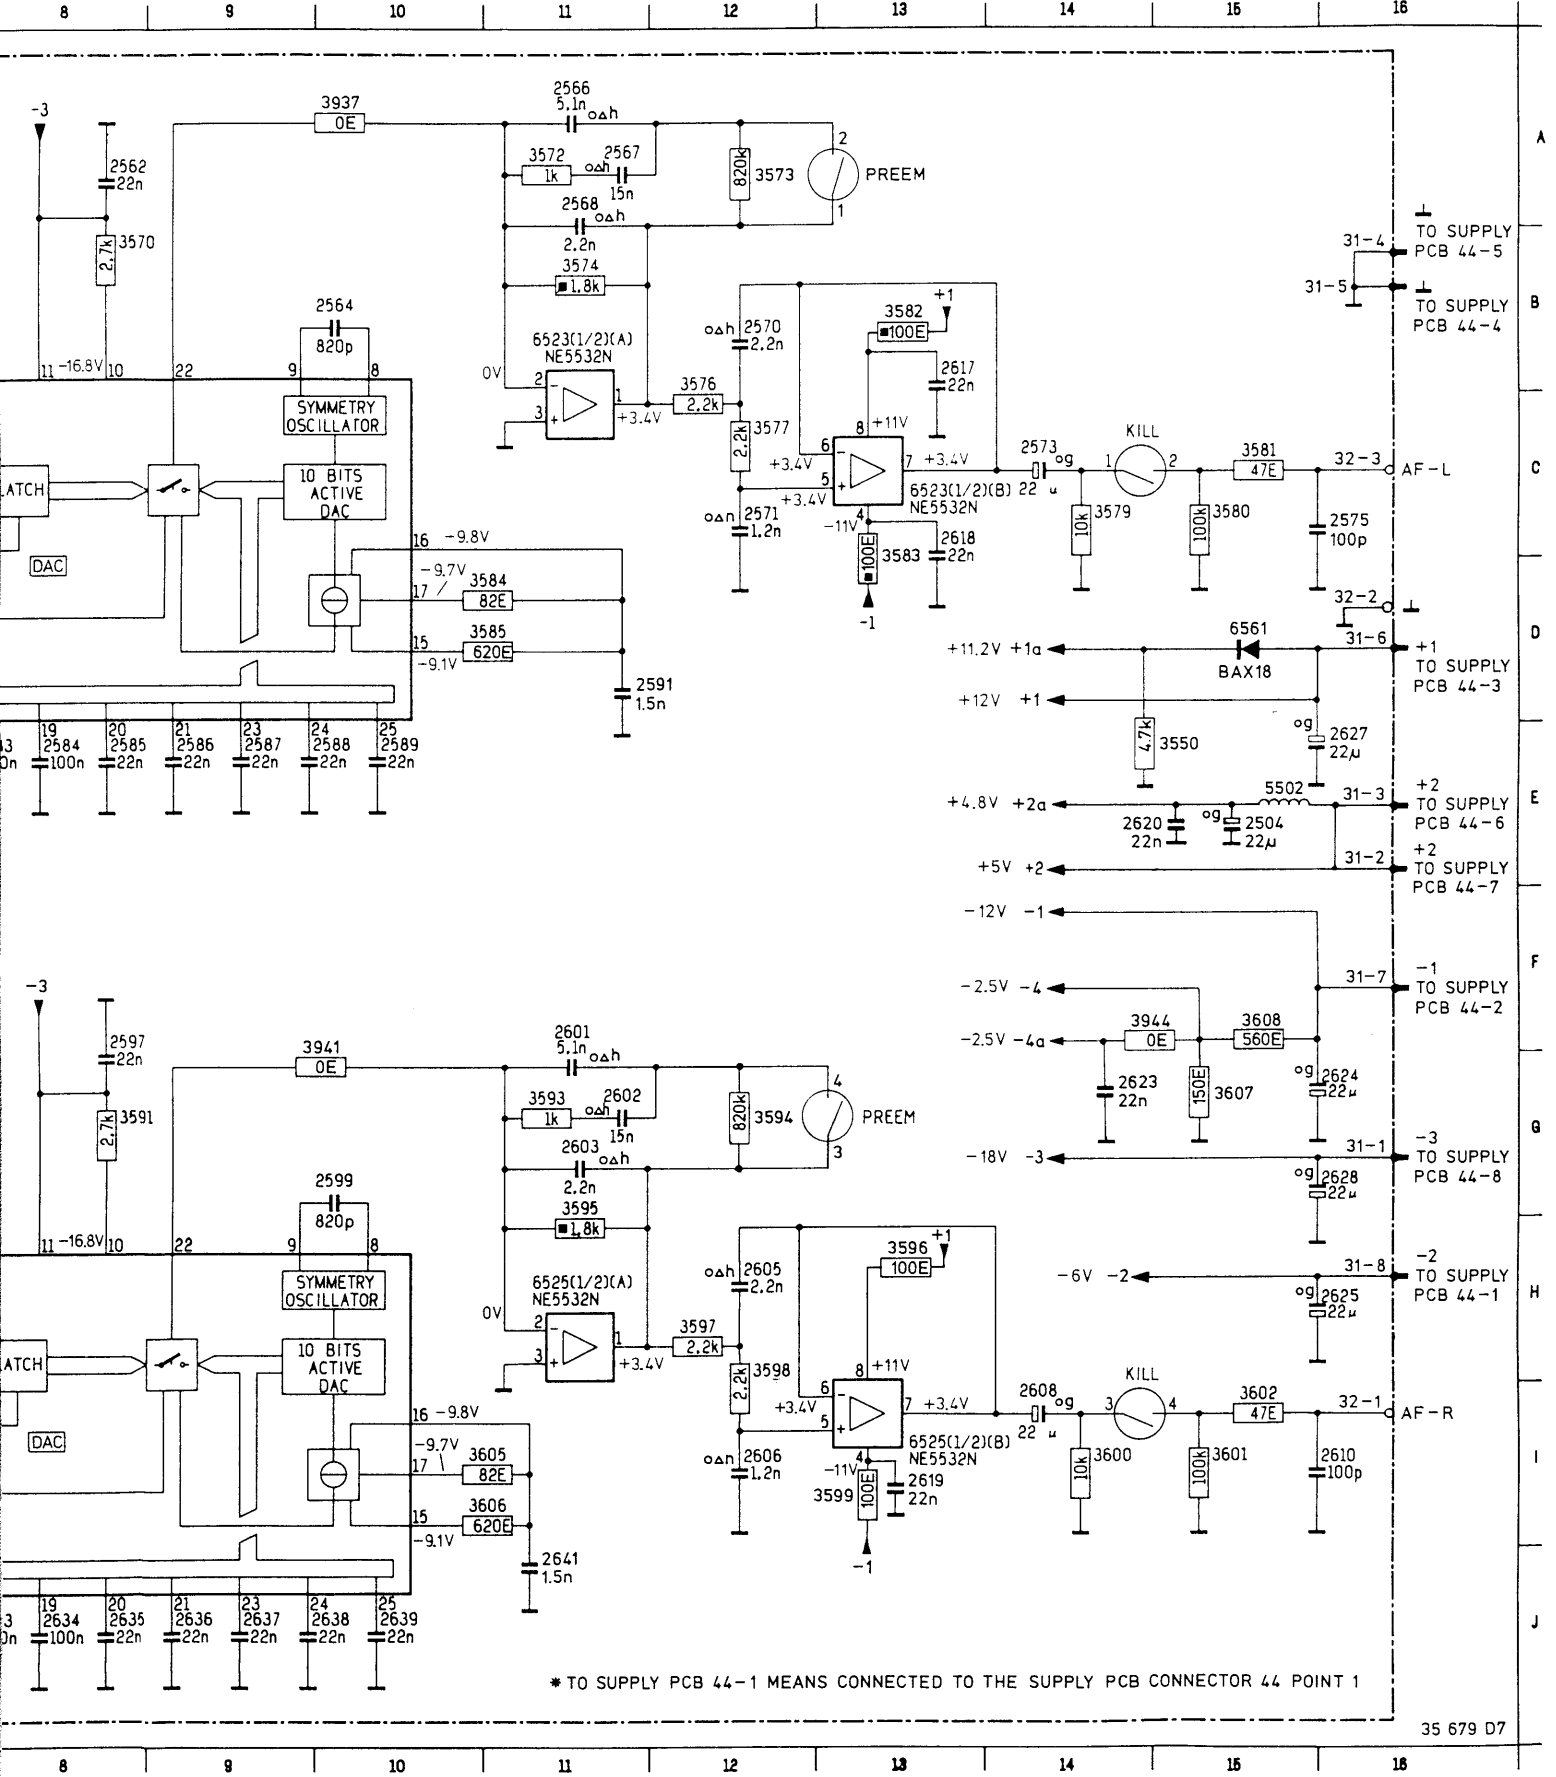 8 9 10 11 12 13 14 15 16
A
B
C
D
E
F
G
H
I
J
-3
2562
22n
3570
2.7k
3937
0E
2566
5.1n
3572
1k
2567
15n
2568
2.2n
3574
1.8k
820k
3573
2
1
PREEM
2564
820p
11 -16.8V 10 22 9 8
SYMMETRY
OSCILLATOR
10 BITS
ACTIVE
DAC
DAC
6523(1/2)(A)
NE5532N
0V
2
3
1
+3.4V
3576
2.2k
2570
2.2n
3577
2.2k
2571
1.2n
3582
100E
+1
2617
22n
8 +11V
6
+3.4V
5
+3.4V
7 +3.4V
6523(1/2)(B)
NE5532N
4
-11V
100E
3583
-1
2618
22n
2573
22 µ
10k
3579
KILL
1 2
100k
3580
3581
47E
2575
100p
32-3
AF-L
31-4
TO SUPPLY
PCB 44-5
31-5
TO SUPPLY
PCB 44-4
16 -9.8V
-9.7V
17
3584
82E
15
-9.1V
3585
620E
2591
1.5n
19
2584
100n
20
2585
22n
21
2586
22n
23
2587
22n
24
2588
22n
25
2589
22n
32-2
+11.2V +1a
6561
BAX18
31-6
+1
TO SUPPLY
PCB 44-3
+12V +1
4.7k
3550
2627
22µ
+4.8V +2a
2620
22n
2504
22µ
5502
31-3
+2
TO SUPPLY
PCB 44-6
+5V +2
31-2
+2
TO SUPPLY
PCB 44-7
-12V -1
31-7
-1
TO SUPPLY
PCB 44-2
-2.5V -4
-2.5V -4a
3944
0E
3608
560E
2623
22n
150E
3607
2624
22µ
-18V -3
31-1
-3
TO SUPPLY
PCB 44-8
2628
22µ
-6V -2
31-8
-2
TO SUPPLY
PCB 44-1
2625
22µ
-3
2597
22n
3591
2.7k
3941
0E
2601
5.1n
3593
1k
2602
15n
2603
2.2n
3595
1.8k
820k
3594
4
3
PREEM
2599
820p
11 -16.8V 10 22 9 8
SYMMETRY
OSCILLATOR
10 BITS
ACTIVE
DAC
DAC
6525(1/2)(A)
NE5532N
0V
2
3
1
+3.4V
3597
2.2k
2605
2.2n
3598
2.2k
2606
1.2n
3596
100E
+1
8 +11V
6
+3.4V
5
7 +3.4V
6525(1/2)(B)
NE5532N
4
-11V
3599
100E
-1
2619
22n
2608
22 µ
10k
3600
KILL
3 4
100k
3601
3602
47E
2610
100p
32-1
AF-R
16 -9.8V
-9.7V
17
3605
82E
15
-9.1V
3606
620E
2641
1.5n
19
2634
100n
20
2635
22n
21
2636
22n
23
2637
22n
24
2638
22n
25
2639
22n
* TO SUPPLY PCB 44-1 MEANS CONNECTED TO THE SUPPLY PCB CONNECTOR 44 POINT 1
35 679 D7
8 9 10 11 12 13 14 15 16